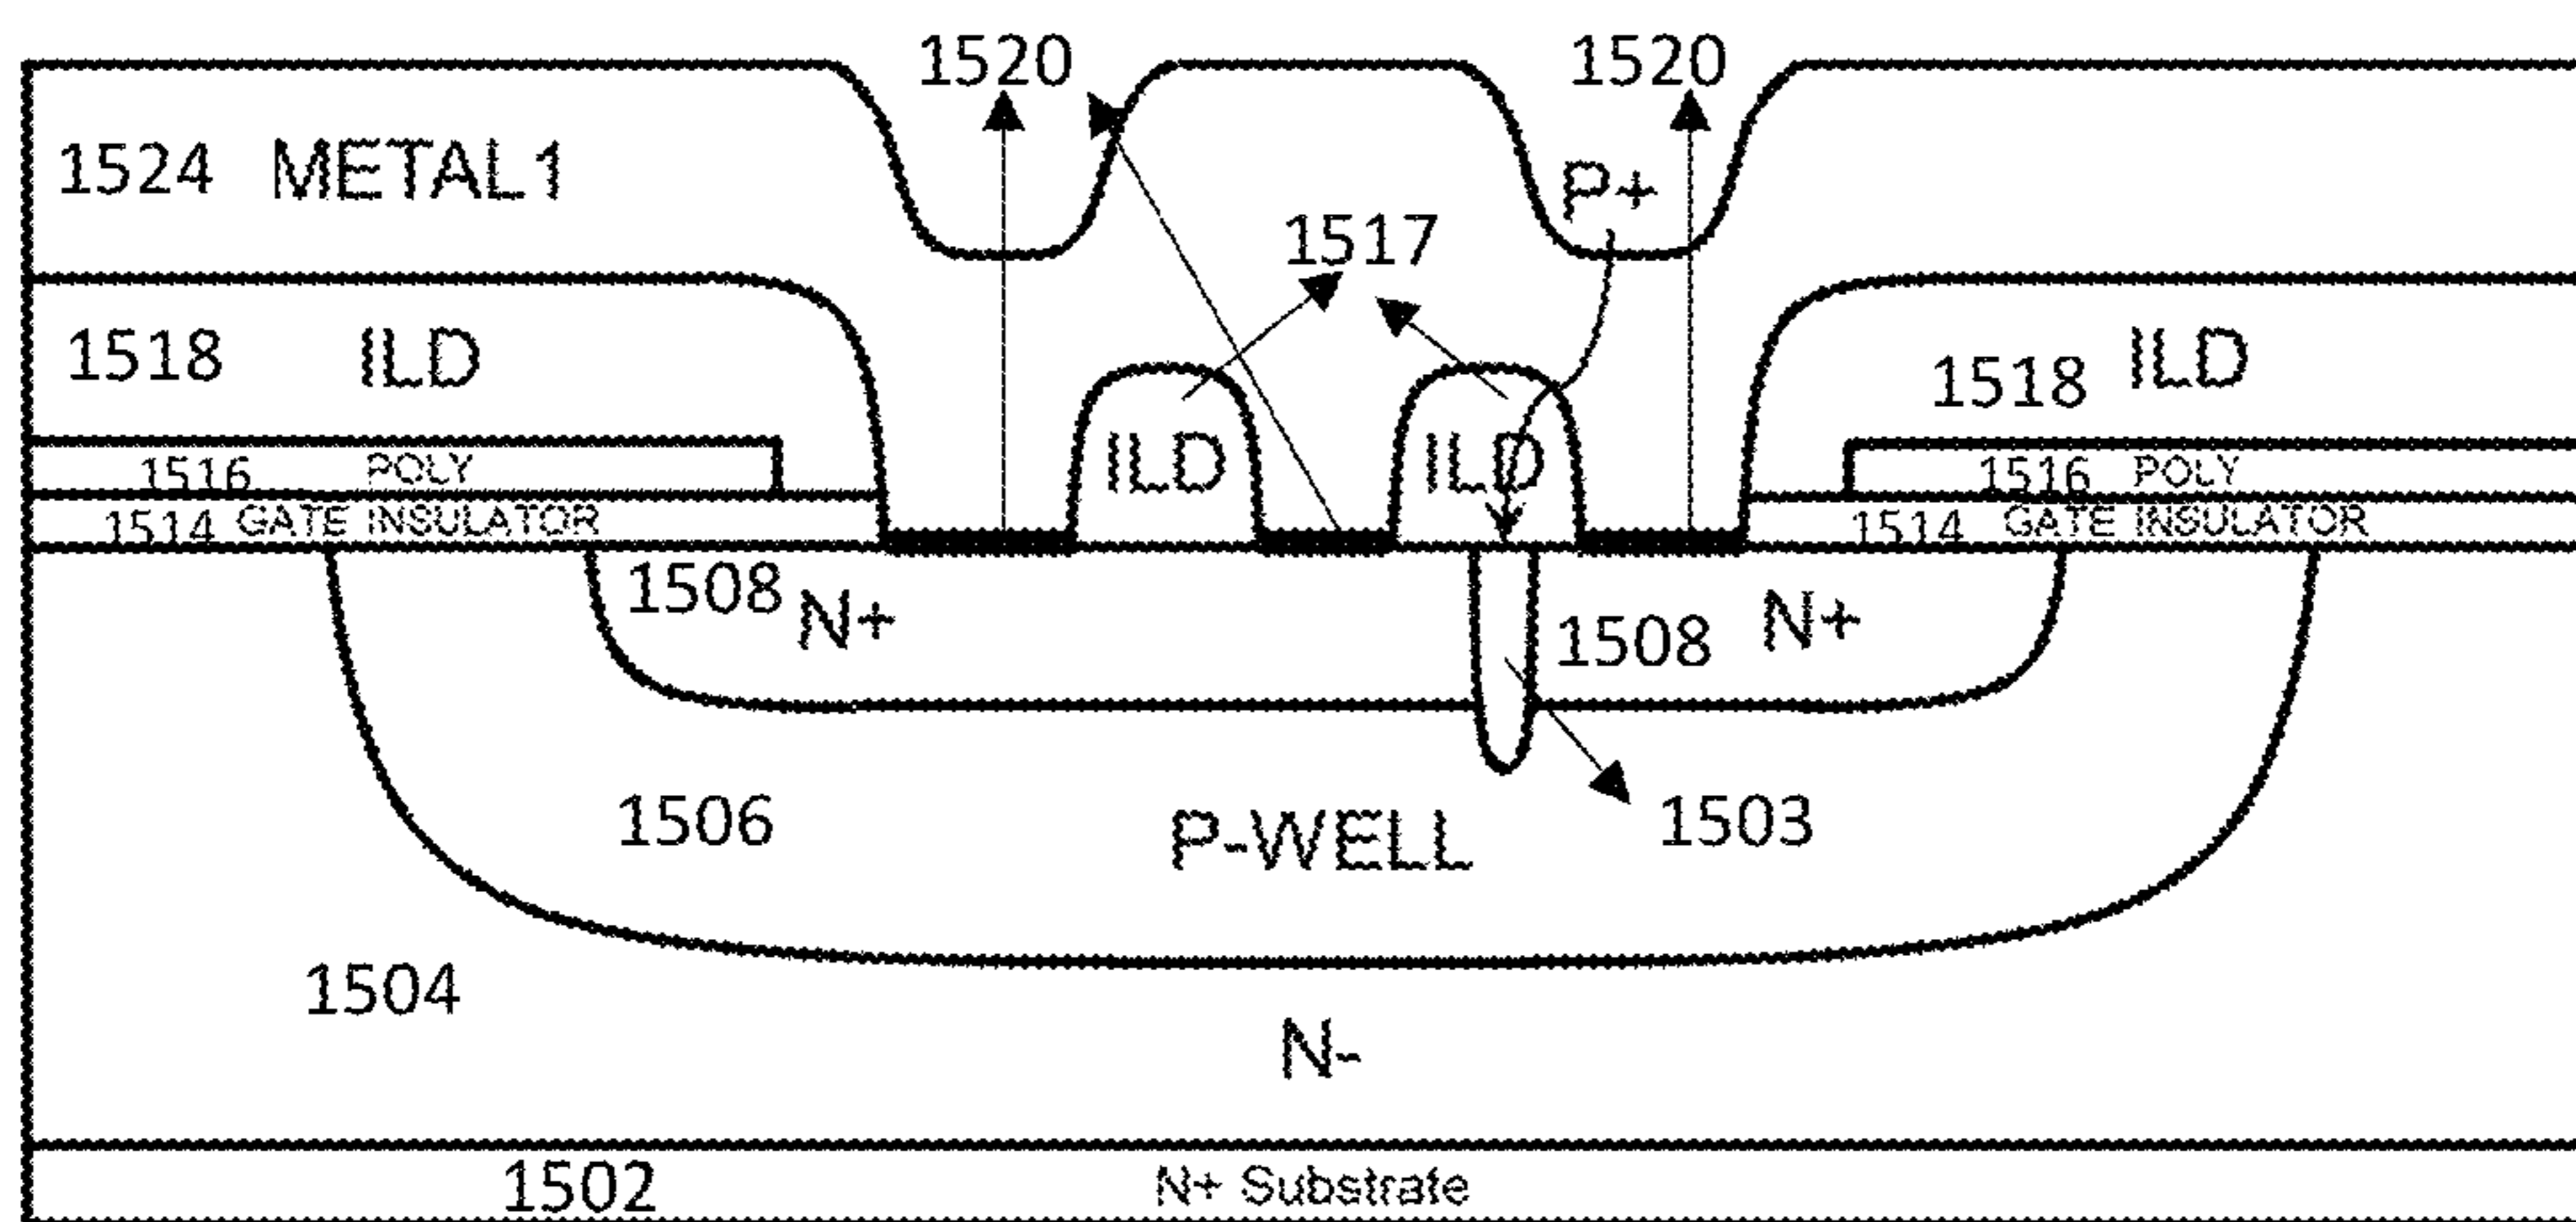 1520 1520
1524 METAL1 P+
1517
1518 ILD 1518 ILD
ILD ILD
1516 POLY 1516 POLY
1514 GATE INSULATOR 1514 GATE INSULATOR
1508 N+ 1508 N+
1506 P-WELL 1503
1504
N-
1502 N+ Substrate